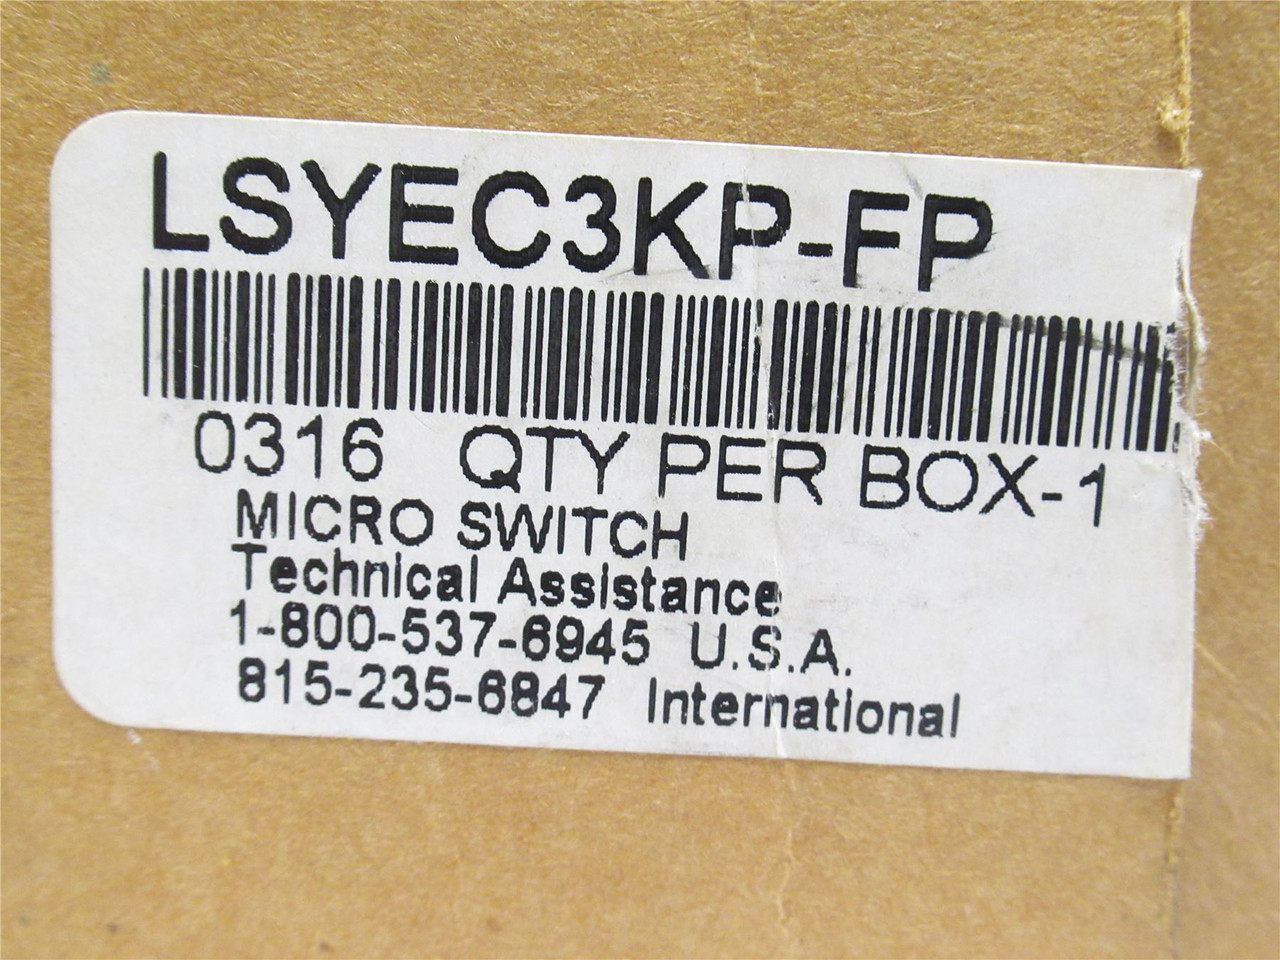 LSYEC3KP-FP
0316 QTY PER BOX-1
MICRO SWITCH
Technical Assistance
1-800-537-6945 U.S.A.
815-235-6847 International